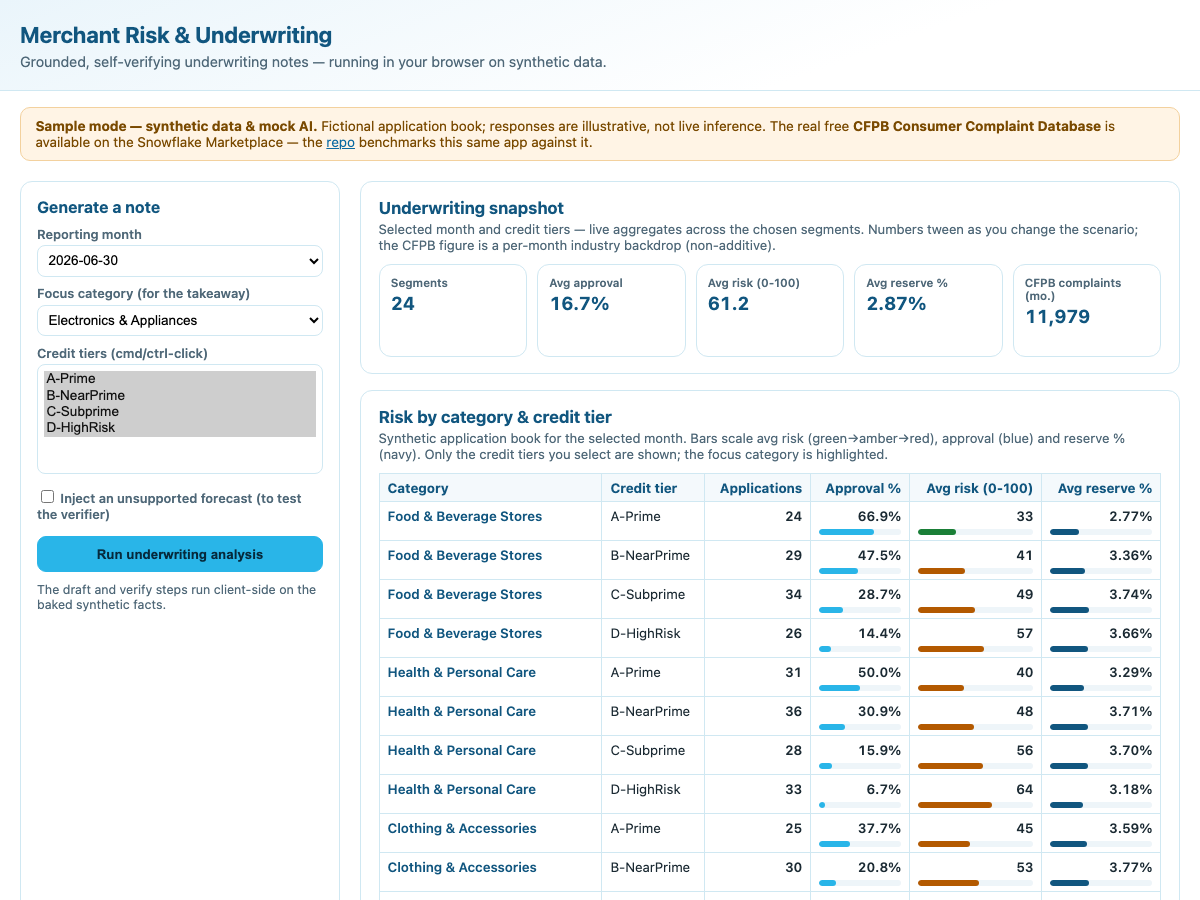 Merchant Risk & Underwriting
Grounded, self-verifying underwriting notes — running in your browser on synthetic data.
Sample mode — synthetic data & mock AI. Fictional application book; responses are illustrative, not live inference. The real free CFPB Consumer Complaint Database is
available on the Snowflake Marketplace — the repo benchmarks this same app against it.
Generate a note
Reporting month
2026-06-30
Focus category (for the takeaway)
Electronics & Appliances
Credit tiers (cmd/ctrl-click)
A-Prime
B-NearPrime
C-Subprime
D-HighRisk
Inject an unsupported forecast (to test
the verifier)
Run underwriting analysis
The draft and verify steps run client-side on the
baked synthetic facts.
Underwriting snapshot
Selected month and credit tiers — live aggregates across the chosen segments. Numbers tween as you change the scenario;
the CFPB figure is a per-month industry backdrop (non-additive).
Segments
24
Avg approval
16.7%
Avg risk (0-100)
61.2
Avg reserve %
2.87%
CFPB complaints
(mo.)
11,979
Risk by category & credit tier
Synthetic application book for the selected month. Bars scale avg risk (green→amber→red), approval (blue) and reserve %
(navy). Only the credit tiers you select are shown; the focus category is highlighted.
Category Credit tier Applications Approval % Avg risk (0-100) Avg reserve %
Food & Beverage Stores A-Prime 24 66.9% 33 2.77%
Food & Beverage Stores B-NearPrime 29 47.5% 41 3.36%
Food & Beverage Stores C-Subprime 34 28.7% 49 3.74%
Food & Beverage Stores D-HighRisk 26 14.4% 57 3.66%
Health & Personal Care A-Prime 31 50.0% 40 3.29%
Health & Personal Care B-NearPrime 36 30.9% 48 3.71%
Health & Personal Care C-Subprime 28 15.9% 56 3.70%
Health & Personal Care D-HighRisk 33 6.7% 64 3.18%
Clothing & Accessories A-Prime 25 37.7% 45 3.59%
Clothing & Accessories B-NearPrime 30 20.8% 53 3.77%